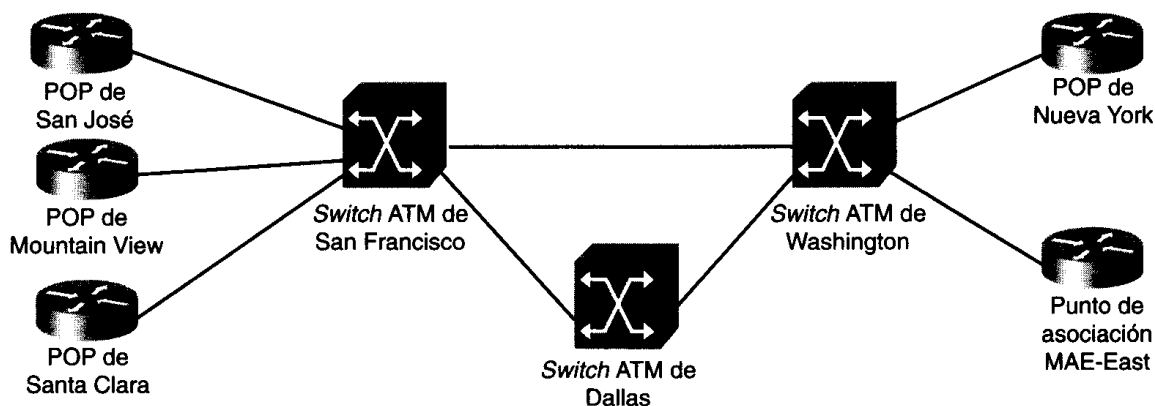 POP de
San José
POP de
Mountain View
POP de
Santa Clara
Switch ATM de
San Francisco
Switch ATM de
Dallas
Switch ATM de
Washington
POP de
Nueva York
Punto de
asociación
MAE-East